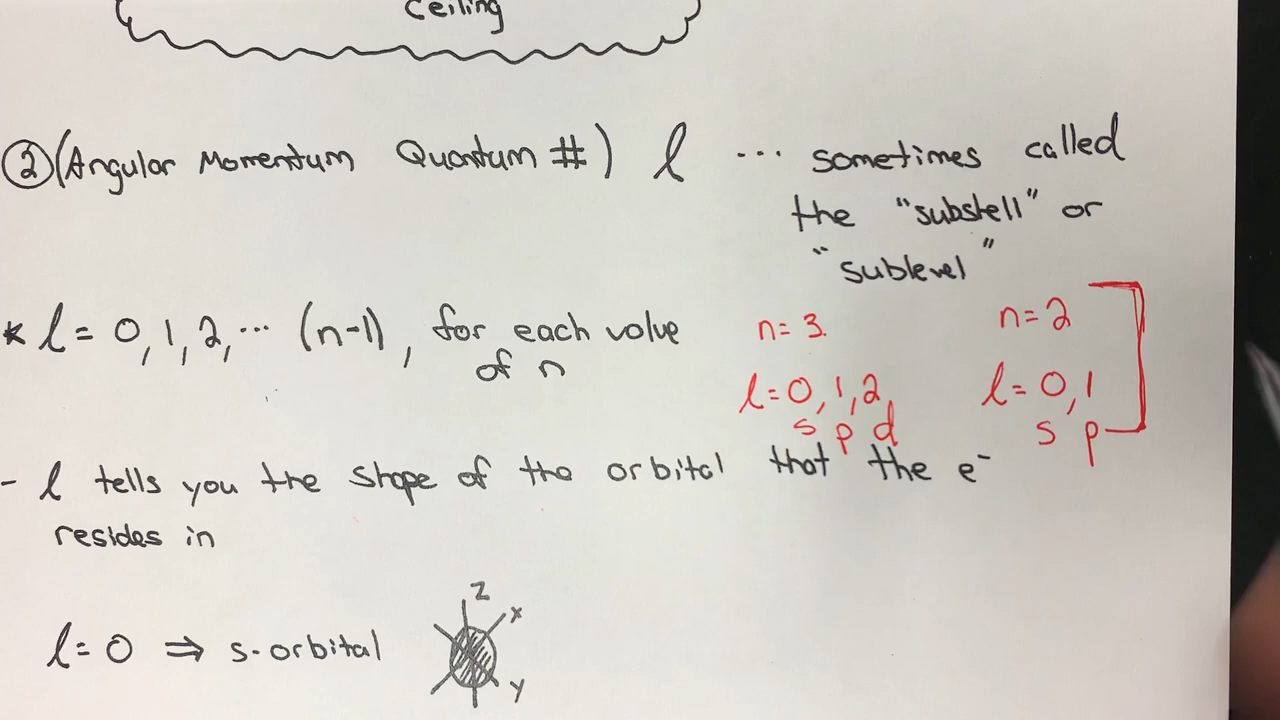 Ceiling
② (Angular Momentum Quantum #) l ... sometimes called
the "substell" or
"sublevel"
* l = 0, 1, 2, ... (n-1), for each value
of n
n = 3.
l = 0, 1, 2,
s p d
n = 2
l = 0, 1
s p
- l tells you the shape of the orbital that the e⁻
resides in
l = 0 ⇒ s-orbital
z
x
y